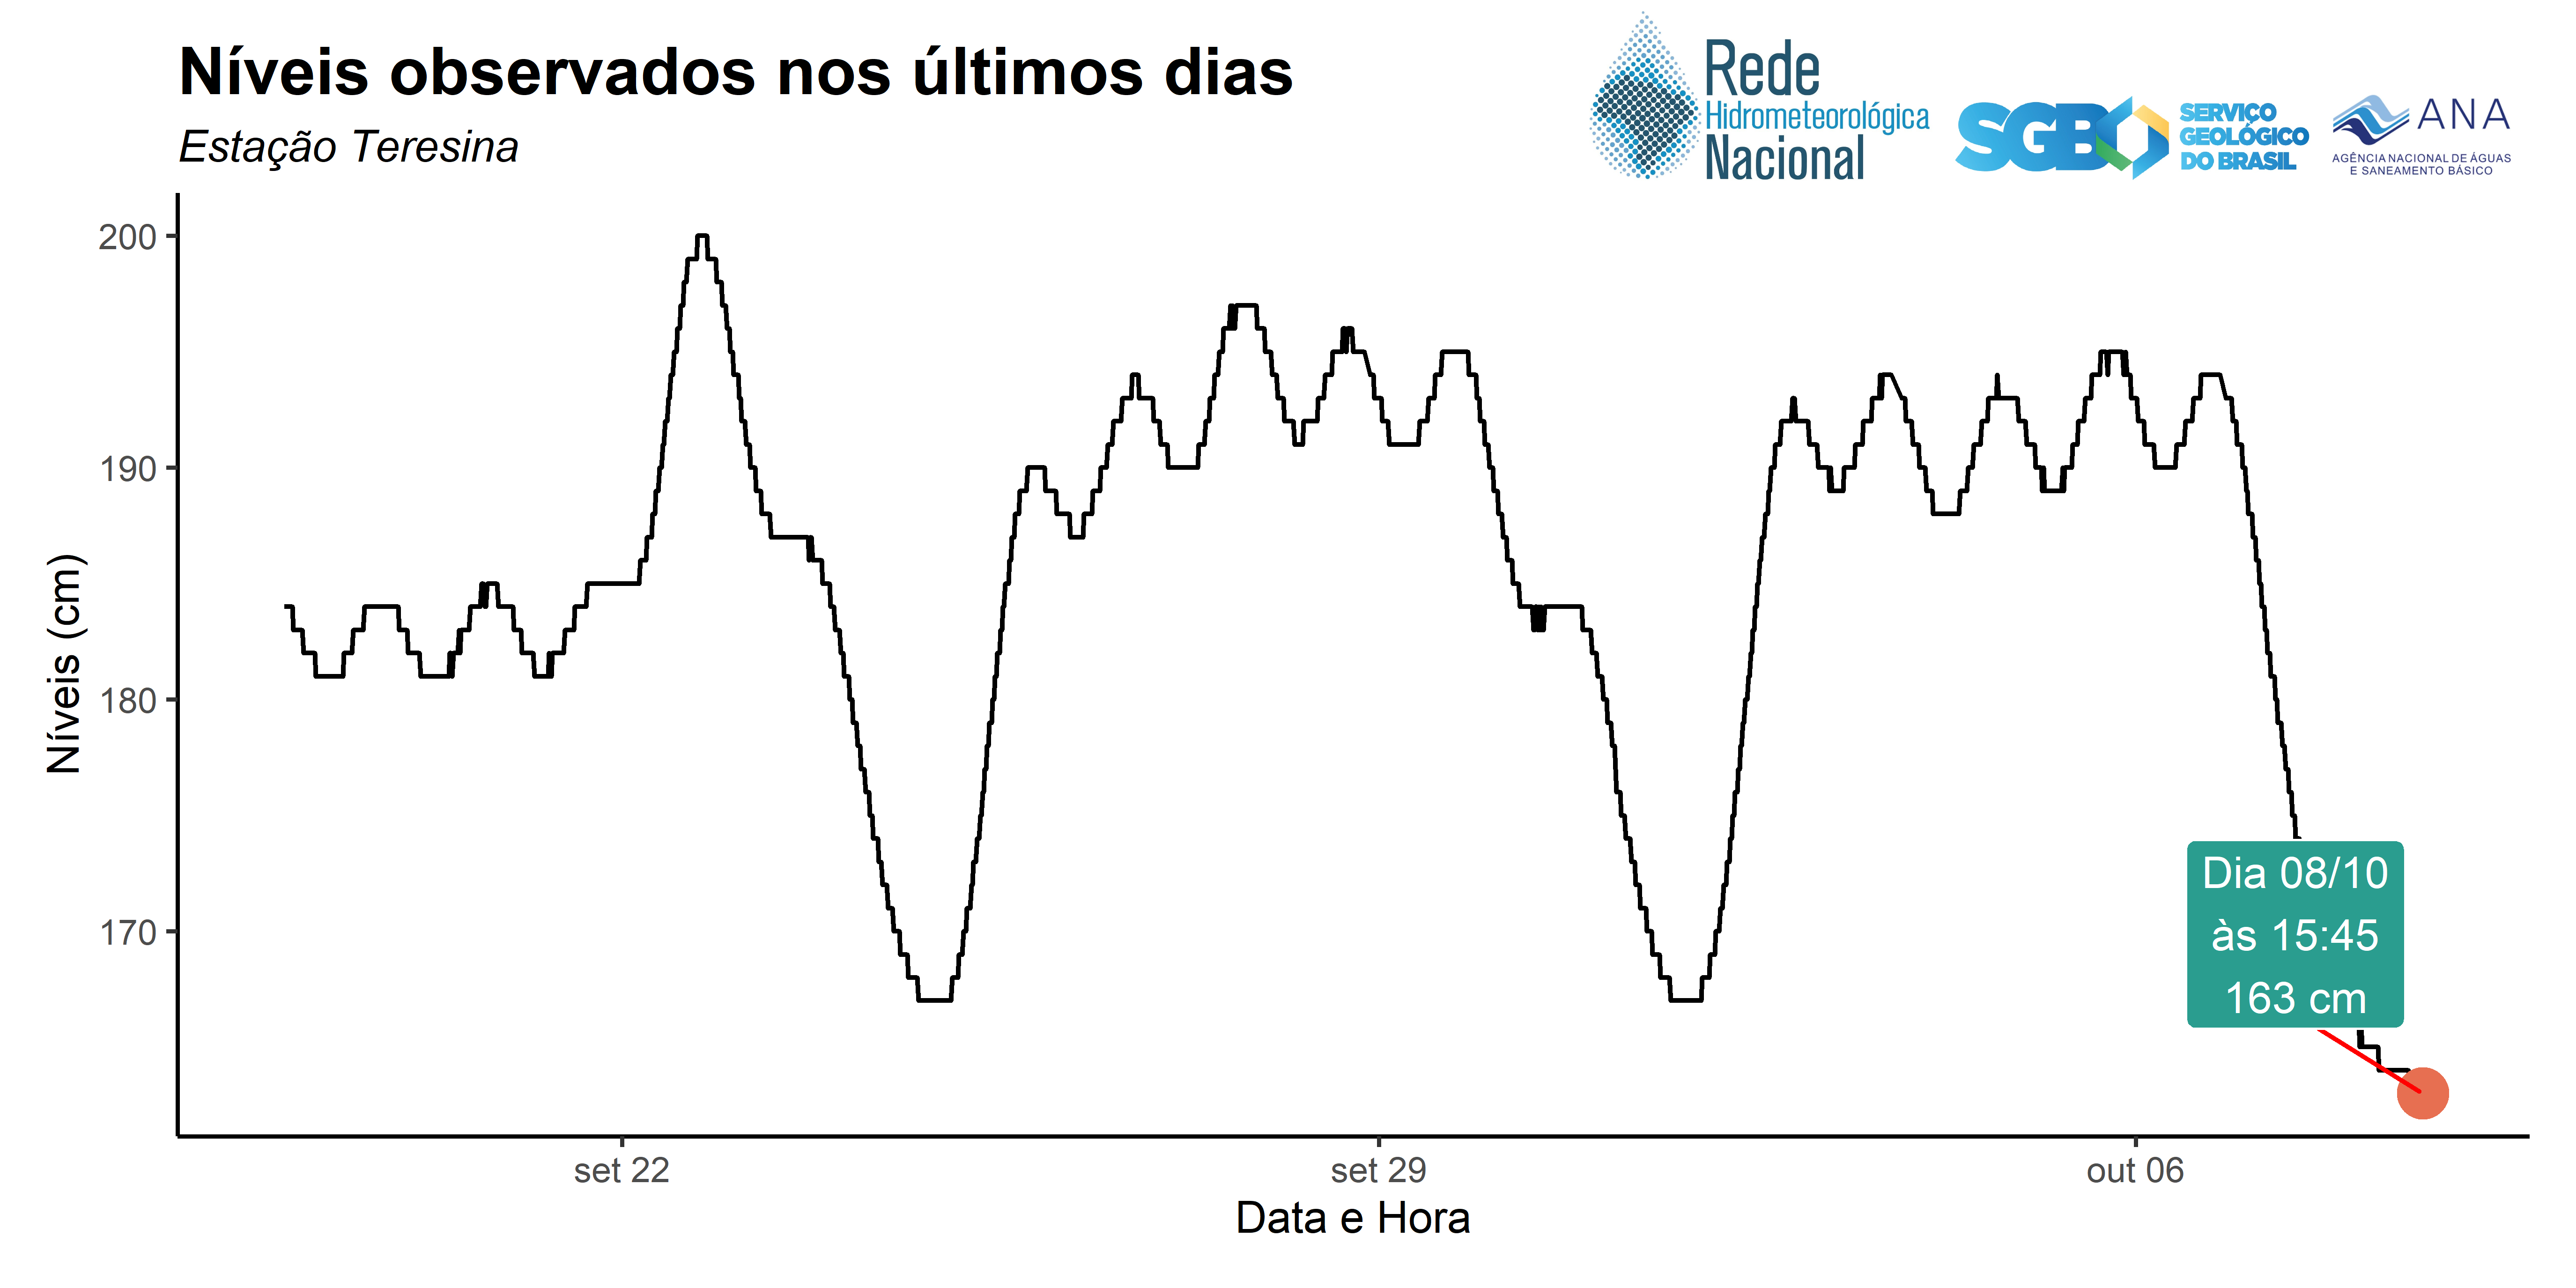 Níveis observados nos últimos dias
Estação Teresina
Rede
Hidrometeorológica
Nacional
SGB
SERVIÇO
GEOLÓGICO
DO BRASIL
ANA
AGÊNCIA NACIONAL DE ÁGUAS
E SANEAMENTO BÁSICO
Níveis (cm)
200
190
180
170
Dia 08/10
às 15:45
163 cm
set 22
set 29
out 06
Data e Hora